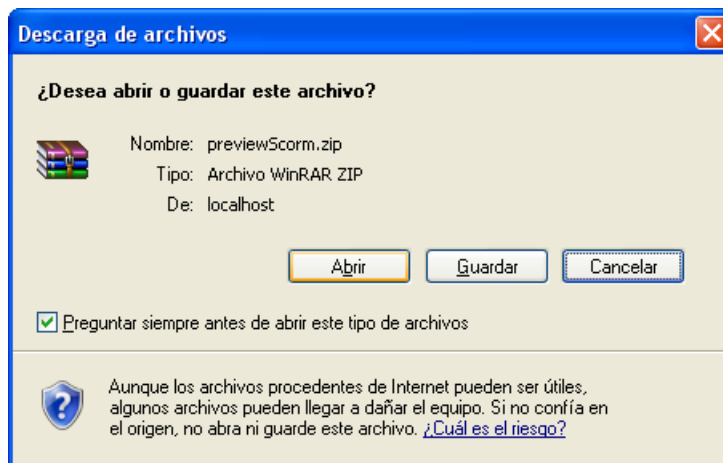 Descarga de archivos
¿Desea abrir o guardar este archivo?
Nombre: previewScorm.zip
Tipo: Archivo WinRAR ZIP
De: localhost
Abrir Guardar Cancelar
Preguntar siempre antes de abrir este tipo de archivos
Aunque los archivos procedentes de Internet pueden ser útiles,
algunos archivos pueden llegar a dañar el equipo. Si no confía en
el origen, no abra ni guarde este archivo. ¿Cuál es el riesgo?